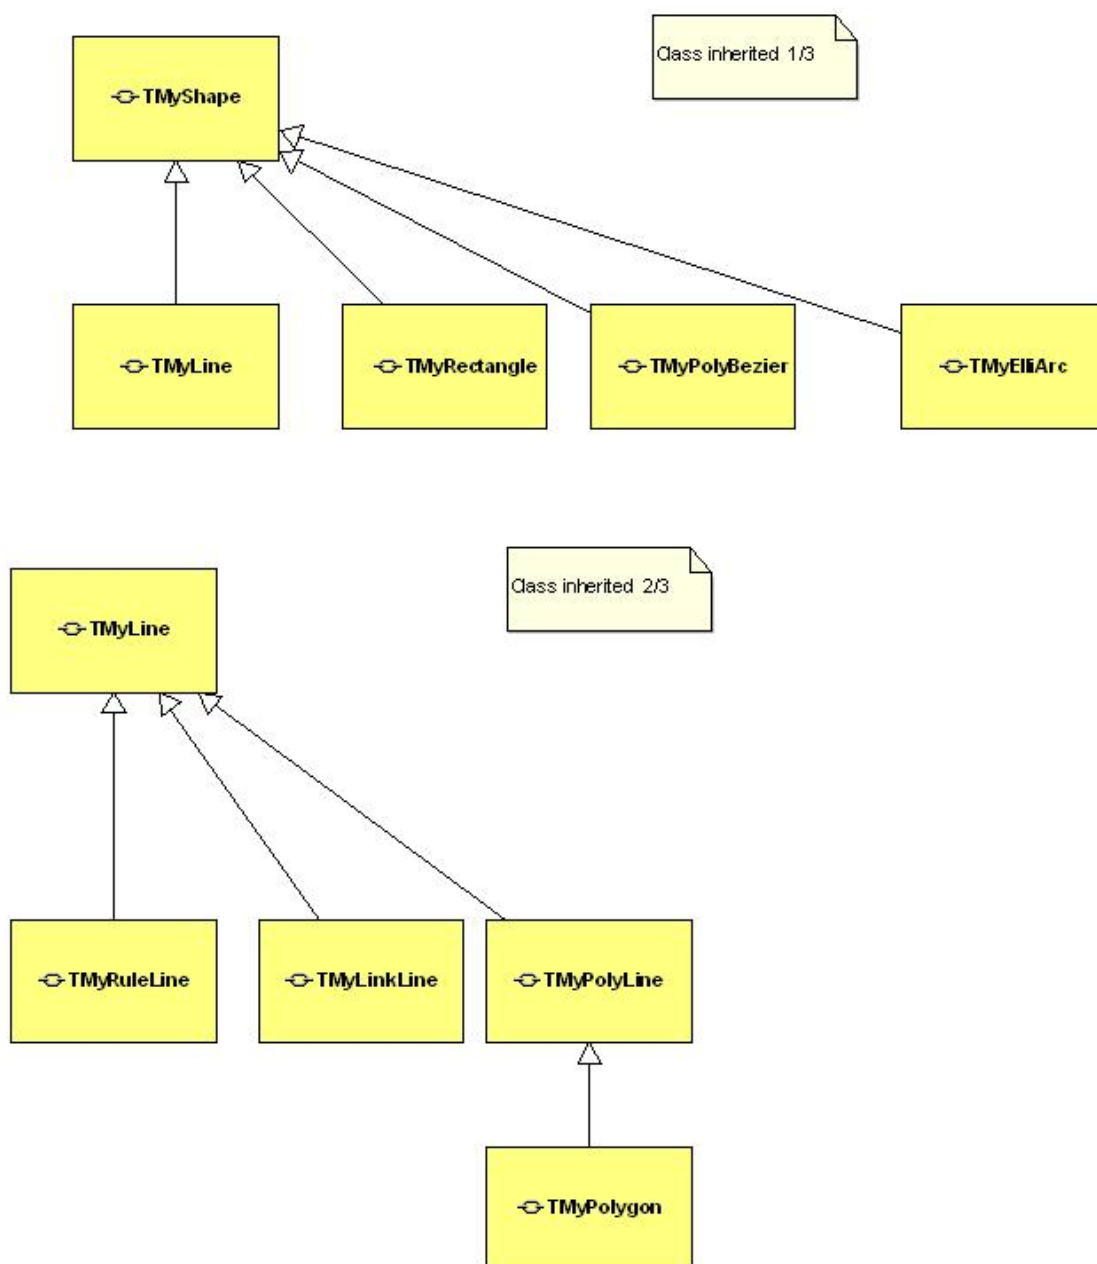 Class inherited 1/3
TMyShape
TMyLine
TMyRectangle
TMyPolyBezier
TMyElliArc
Class inherited 2/3
TMyLine
TMyRuleLine
TMyLinkLine
TMyPolyLine
TMyPolygon